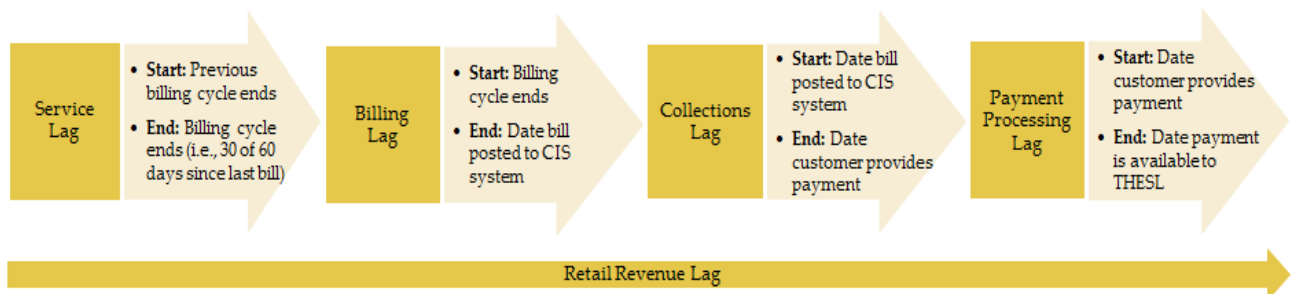 Service
Lag
• Start: Previous
billing cycle ends
• End: Billing cycle
ends (i.e., 30 of 60
days since last bill)
Billing
Lag
• Start: Billing
cycle ends
• End: Date bill
posted to CIS
system
Collections
Lag
• Start: Date bill
posted to CIS
system
• End: Date
customer provides
payment
Payment
Processing
Lag
• Start: Date
customer provides
payment
• End: Date payment
is available to
THESL
Retail Revenue Lag